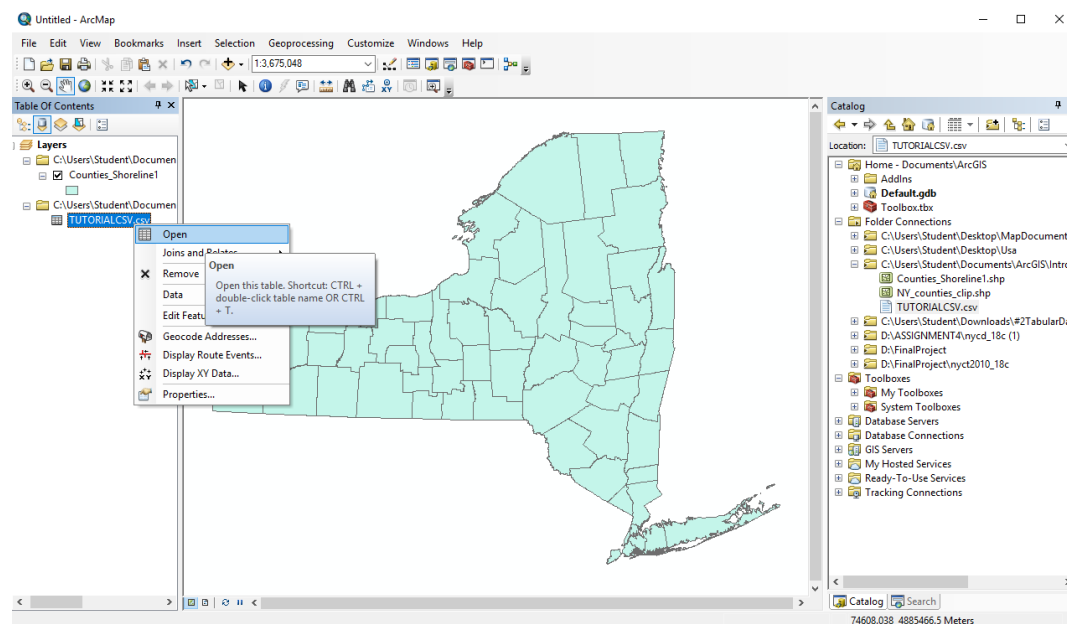 Untitled - ArcMap
File Edit View Bookmarks Insert Selection Geoprocessing Customize Windows Help
1:3,675,048
Table Of Contents
Layers
C:\Users\Student\Documen
Counties_Shoreline1
C:\Users\Student\Documen
TUTORIALCSV.csv
Open
Joins and Relates
Remove
Data
Edit Featu
Geocode Addresses...
Display Route Events...
Display XY Data...
Properties...
Open
Open this table. Shortcut: CTRL +
double-click table name OR CTRL
+ T.
Catalog
Location: TUTORIALCSV.csv
Home - Documents\ArcGIS
AddIns
Default.gdb
Toolbox.tbx
Folder Connections
C:\Users\Student\Desktop\MapDocument
C:\Users\Student\Desktop\Usa
C:\Users\Student\Documents\ArcGIS\Intro
Counties_Shoreline1.shp
NY_counties_clip.shp
TUTORIALCSV.csv
C:\Users\Student\Downloads\#2TabularDa
D:\ASSIGNMENT4\nycd_18c (1)
D:\FinalProject
D:\FinalProject\nyct2010_18c
Toolboxes
My Toolboxes
System Toolboxes
Database Servers
Database Connections
GIS Servers
My Hosted Services
Ready-To-Use Services
Tracking Connections
Catalog Search
74608.038 4885466.5 Meters